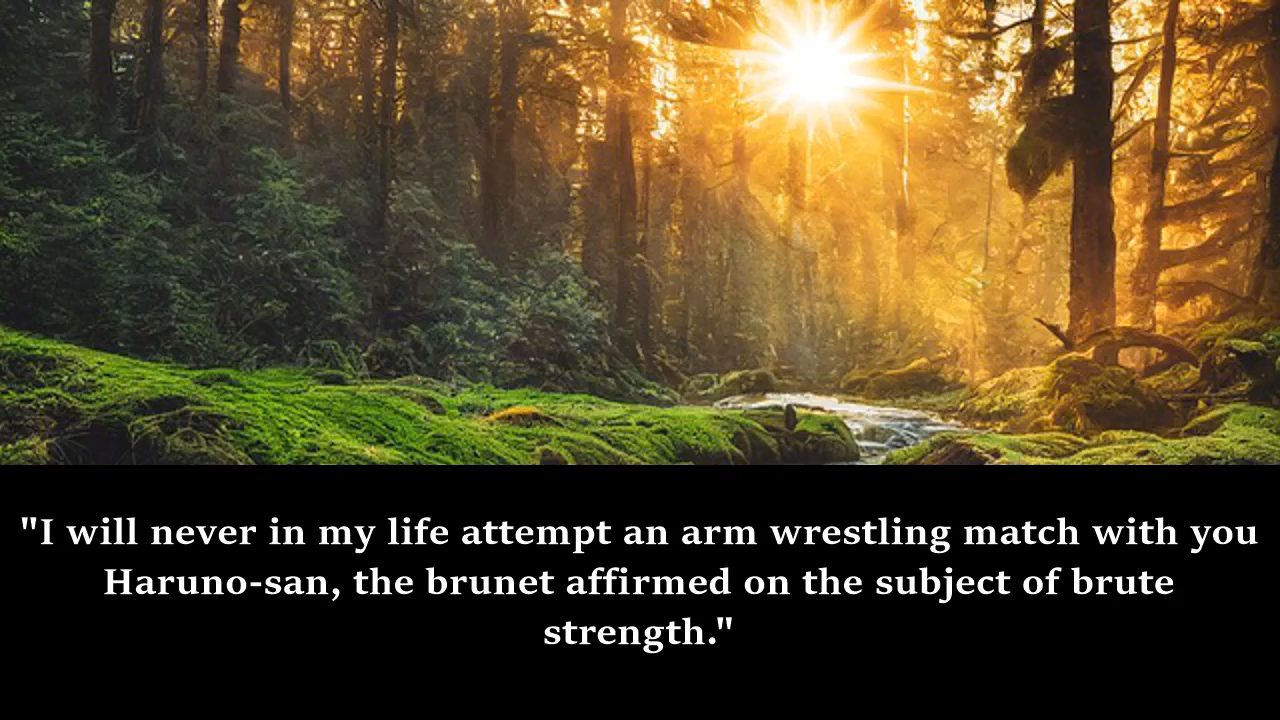 "I will never in my life attempt an arm wrestling match with you
Haruno-san, the brunet affirmed on the subject of brute
strength."